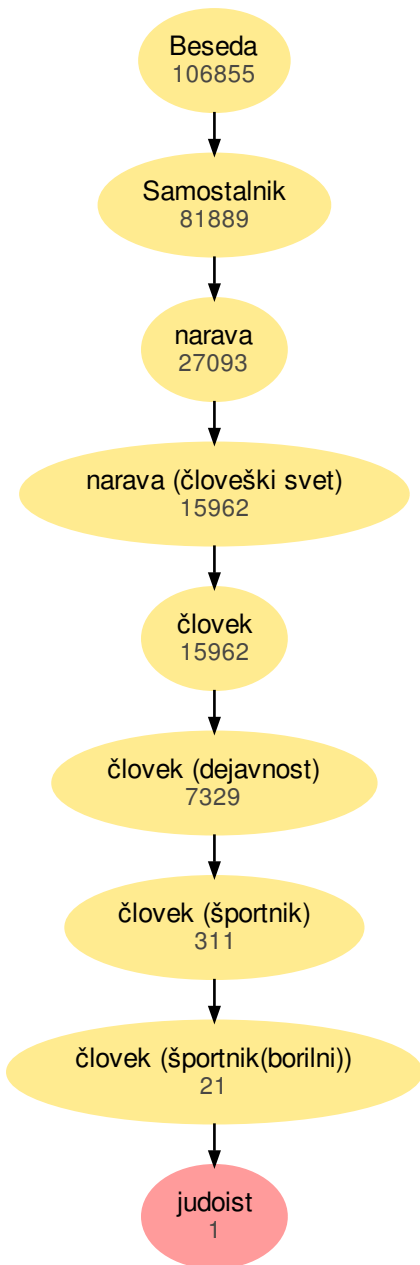 Beseda
106855
Samostalnik
81889
narava
27093
narava (človeški svet)
15962
človek
15962
človek (dejavnost)
7329
človek (športnik)
311
človek (športnik(borilni))
21
judoist
1